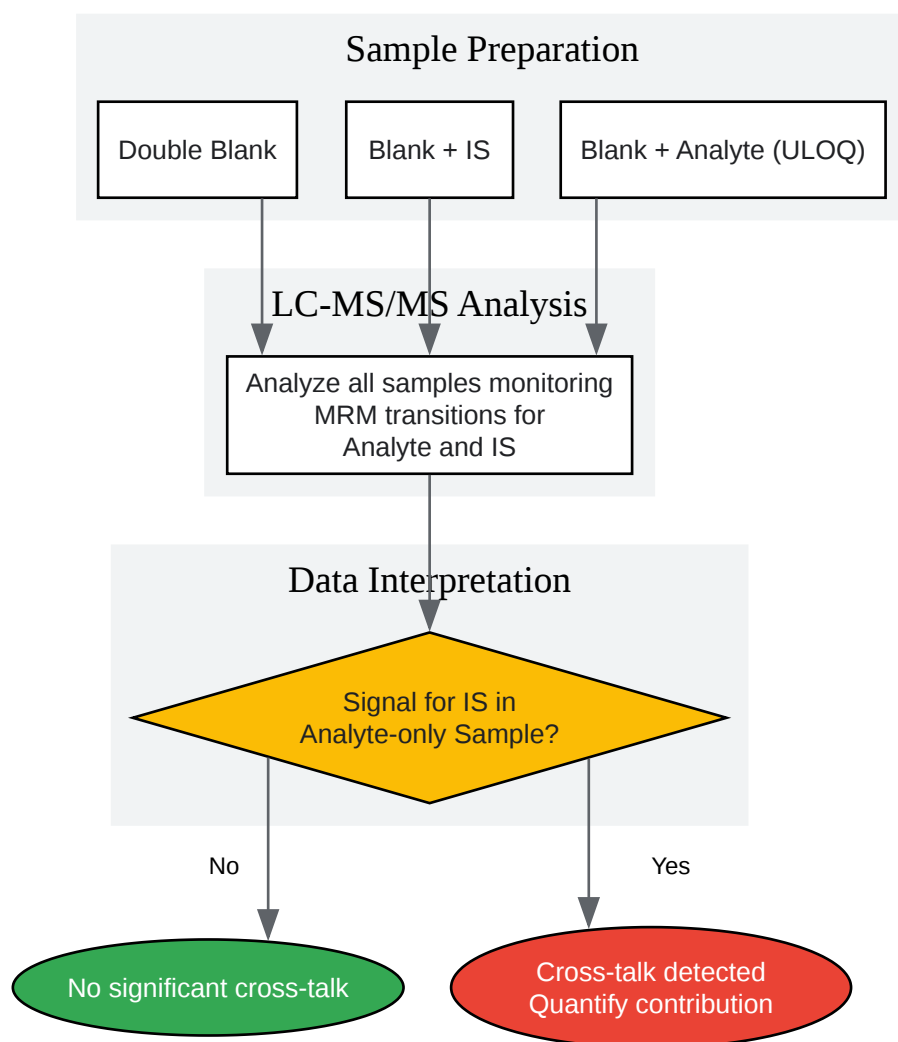 Sample Preparation
Double Blank
Blank + IS
Blank + Analyte (ULOQ)
LC-MS/MS Analysis
Analyze all samples monitoring
MRM transitions for
Analyte and IS
Data Interpretation
Signal for IS in
Analyte-only Sample?
No
Yes
No significant cross-talk
Cross-talk detected
Quantify contribution